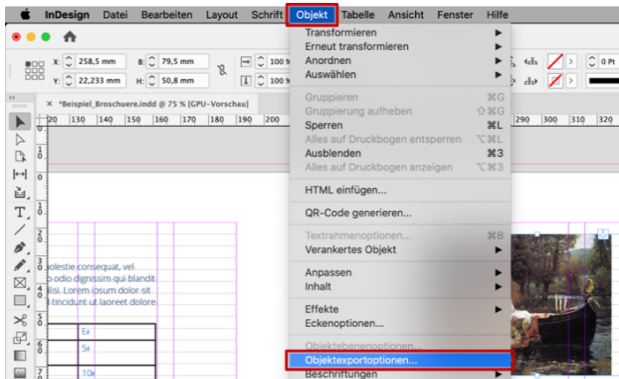 InDesign Datei Bearbeiten Layout Schrift Objekt Tabelle Ansicht Fenster Hilfe
X: 258,5 mm B: 79,5 mm 100 %
Y: 22,233 mm H: 50,8 mm 100 %
0 Pt
× *Beispiel_Broschuere.indd @ 75 % [GPU-Vorschau]
120 130 140 150 160 170 180 190 200 290 300 310 320
Transformieren
Erneut transformieren
Anordnen
Auswählen
Gruppieren ⌘G
Gruppierung aufheben ⇧⌘G
Sperren ⌘L
Alles auf Druckbogen entsperren ⌥⌘L
Ausblenden ⌘3
Alles auf Druckbogen anzeigen ⌥⌘3
HTML einfügen...
QR-Code generieren...
Textrahmenoptionen... ⌘B
Verankertes Objekt
Anpassen
Inhalt
Effekte
Eckenoptionen...
Objektebenenoptionen...
Objektexportoptionen...
Beschriftungen
molestie consequat, vel
o odio dignissim qui blandit
ilisi. Lorem ipsum dolor sit
tincidunt ut laoreet dolore